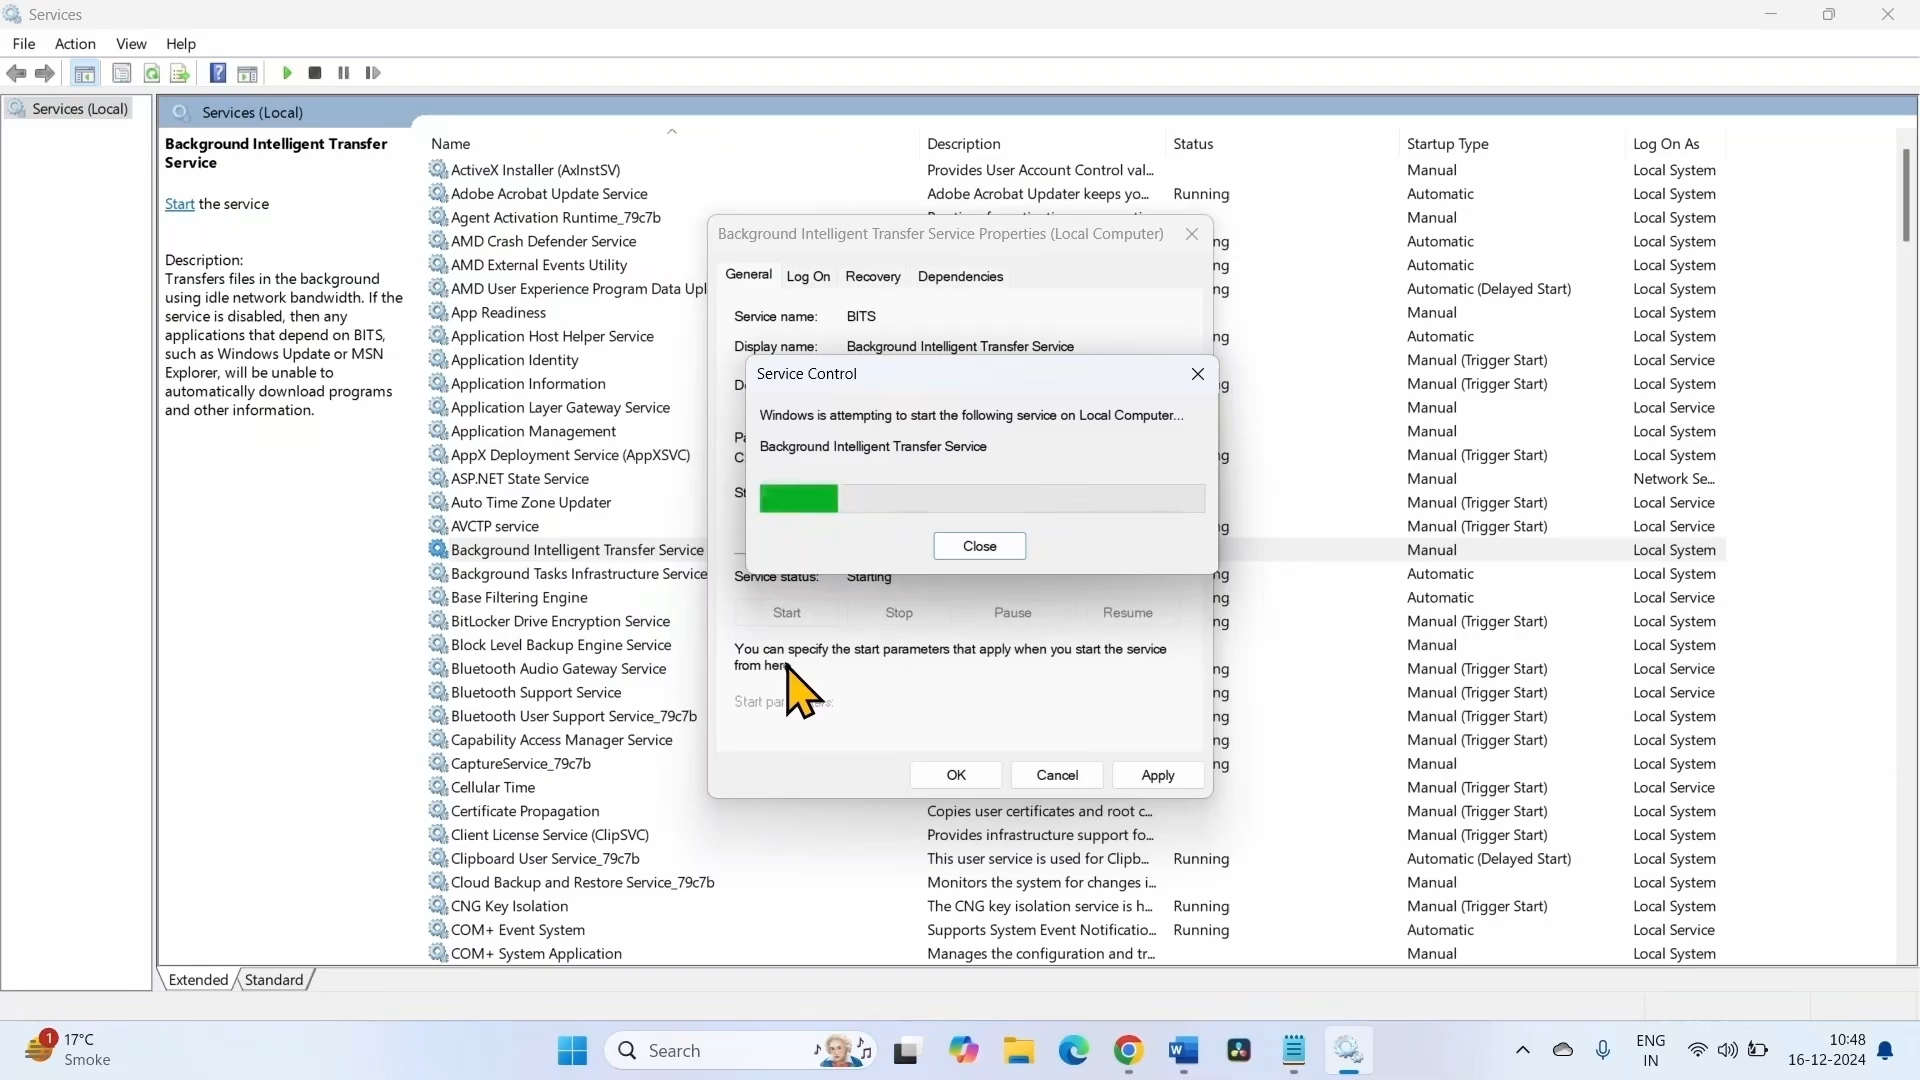 Services
File Action View Help
Services (Local)
Services (Local)
Background Intelligent Transfer
Service
Start the service
Description:
Transfers files in the background
using idle network bandwidth. If the
service is disabled, then any
applications that depend on BITS,
such as Windows Update or MSN
Explorer, will be unable to
automatically download programs
and other information.
Name Description Status Startup Type Log On As
ActiveX Installer (AxInstSV) Provides User Account Control val... Manual Local System
Adobe Acrobat Update Service Adobe Acrobat Updater keeps yo... Running Automatic Local System
Agent Activation Runtime_79c7b Manual Local System
AMD Crash Defender Service ng Automatic Local System
AMD External Events Utility ng Automatic Local System
AMD User Experience Program Data Upl ng Automatic (Delayed Start) Local System
App Readiness Manual Local System
Application Host Helper Service ng Automatic Local System
Application Identity Manual (Trigger Start) Local Service
Application Information ng Manual (Trigger Start) Local System
Application Layer Gateway Service Manual Local Service
Application Management Manual Local System
AppX Deployment Service (AppXSVC) ng Manual (Trigger Start) Local System
ASP.NET State Service Manual Network Se...
Auto Time Zone Updater Manual (Trigger Start) Local Service
AVCTP service ng Manual (Trigger Start) Local Service
Background Intelligent Transfer Service Manual Local System
Background Tasks Infrastructure Service ng Automatic Local System
Base Filtering Engine ng Automatic Local Service
BitLocker Drive Encryption Service ng Manual (Trigger Start) Local System
Block Level Backup Engine Service Manual Local System
Bluetooth Audio Gateway Service ng Manual (Trigger Start) Local Service
Bluetooth Support Service ng Manual (Trigger Start) Local Service
Bluetooth User Support Service_79c7b ng Manual (Trigger Start) Local System
Capability Access Manager Service ng Manual (Trigger Start) Local System
CaptureService_79c7b ng Manual Local System
Cellular Time Manual (Trigger Start) Local Service
Certificate Propagation Copies user certificates and root c... Manual (Trigger Start) Local System
Client License Service (ClipSVC) Provides infrastructure support fo... Manual (Trigger Start) Local System
Clipboard User Service_79c7b This user service is used for Clipb... Running Automatic (Delayed Start) Local System
Cloud Backup and Restore Service_79c7b Monitors the system for changes i... Manual Local System
CNG Key Isolation The CNG key isolation service is h... Running Manual (Trigger Start) Local System
COM+ Event System Supports System Event Notificatio... Running Automatic Local Service
COM+ System Application Manages the configuration and tr... Manual Local System
Background Intelligent Transfer Service Properties (Local Computer)
General Log On Recovery Dependencies
Service name: BITS
Display name: Background Intelligent Transfer Service
Service Control
Windows is attempting to start the following service on Local Computer...
Background Intelligent Transfer Service
Close
Service status: Starting
Start Stop Pause Resume
You can specify the start parameters that apply when you start the service
from here
Start
OK Cancel Apply
Extended Standard
1 17°C
Smoke
Search
ENG
IN
10:48
16-12-2024